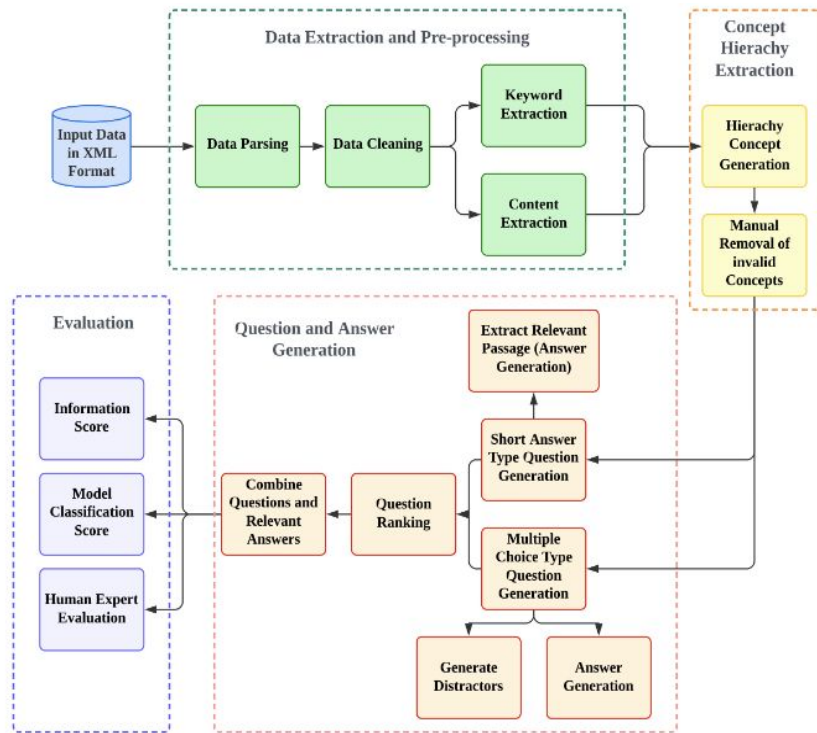 Data Extraction and Pre-processing
Concept
Hierachy
Extraction
Input Data
in XML
Format
Data Parsing
Data Cleaning
Keyword
Extraction
Content
Extraction
Hierachy
Concept
Generation
Manual
Removal of
invalid
Concepts
Evaluation
Question and Answer
Generation
Extract Relevant
Passage (Answer
Generation)
Information
Score
Short Answer
Type Question
Generation
Model
Classification
Score
Combine
Questions and
Relevant
Answers
Question
Ranking
Multiple
Choice Type
Question
Generation
Human Expert
Evaluation
Generate
Distractors
Answer
Generation